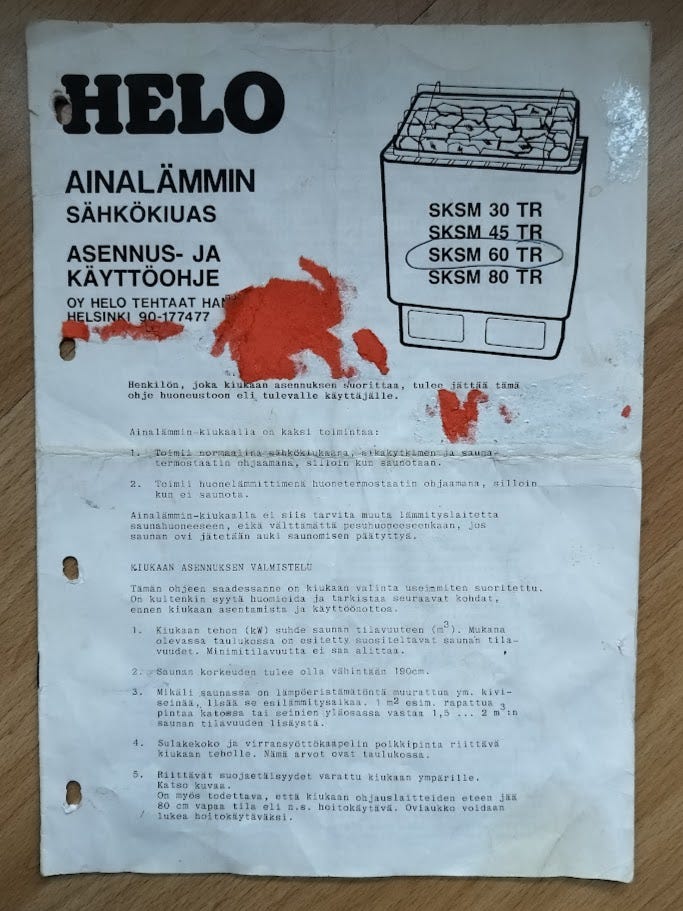 HELO
AINALÄMMIN
SÄHKÖKIUAS
ASENNUS- JA
KÄYTTÖOHJE
OY HELO TEHTAAT
HELSINKI 90-177477
SKSM 30 TR
SKSM 45 TR
SKSM 60 TR
SKSM 80 TR
Henkilön, joka kiukaan asennuksen suorittaa, tulee jättää tämä
ohje huoneustoon eli tulevalle käyttäjälle.
Ainalämmin-kiukaalla on kaksi toimintaa:
1. Toimii normaalina sähkökiukaana, aikakytkimen ja sauna-
termostaatin ohjaamana, silloin kun saunotaan.
2. Toimii huonelämmittimenä huonetermostaatin ohjaamana, silloin
kun ei saunota.
Ainalämmin-kiukaalla ei siis tarvita muuta lämmityslaitetta
saunahuoneeseen, eikä välttämättä pesuhuoneeseenkaan, jos
saunan ovi jätetään auki saunomisen päätyttyä.
KIUKAAN ASENNUKSEN VALMISTELU
Tämän ohjeen saadessanne on kiukaan valinta useimmiten suoritettu.
On kuitenkin syytä huomioida ja tarkistaa seuraavat kohdat,
ennen kiukaan asentamista ja käyttöönottoa.
1. Kiukaan tehon (kW) suhde saunan tilavuuteen (m³). Mukana
olevassa taulukossa on esitetty suositeltavat saunan tila-
vuudet. Minimitilavuutta ei saa alittaa.
2. Saunan korkeuden tulee olla vähintään 190cm.
3. Mikäli saunassa on lämpöeristämätöntä muurattua ym. kivi-
seinää, lisää se esilämmitysaikaa. 1 m² esim. rapattua
pintaa katossa tai seinien yläosassa vastaa 1,5 ... 2 m³:n
saunan tilavuuden lisäystä.
4. Sulakekoko ja virransyöttökaapelin poikkipinta riittävä
kiukaan teholle. Nämä arvot ovat taulukossa.
5. Riittävät suojaetäisyydet varattu kiukaan ympärille.
Katso kuvaa.
On myös todettava, että kiukaan ohjauslaitteiden eteen jää
80 cm vapaa tila eli n.s. hoitokäytävä. Oviaukko voidaan
lukea hoitokäytäväksi.